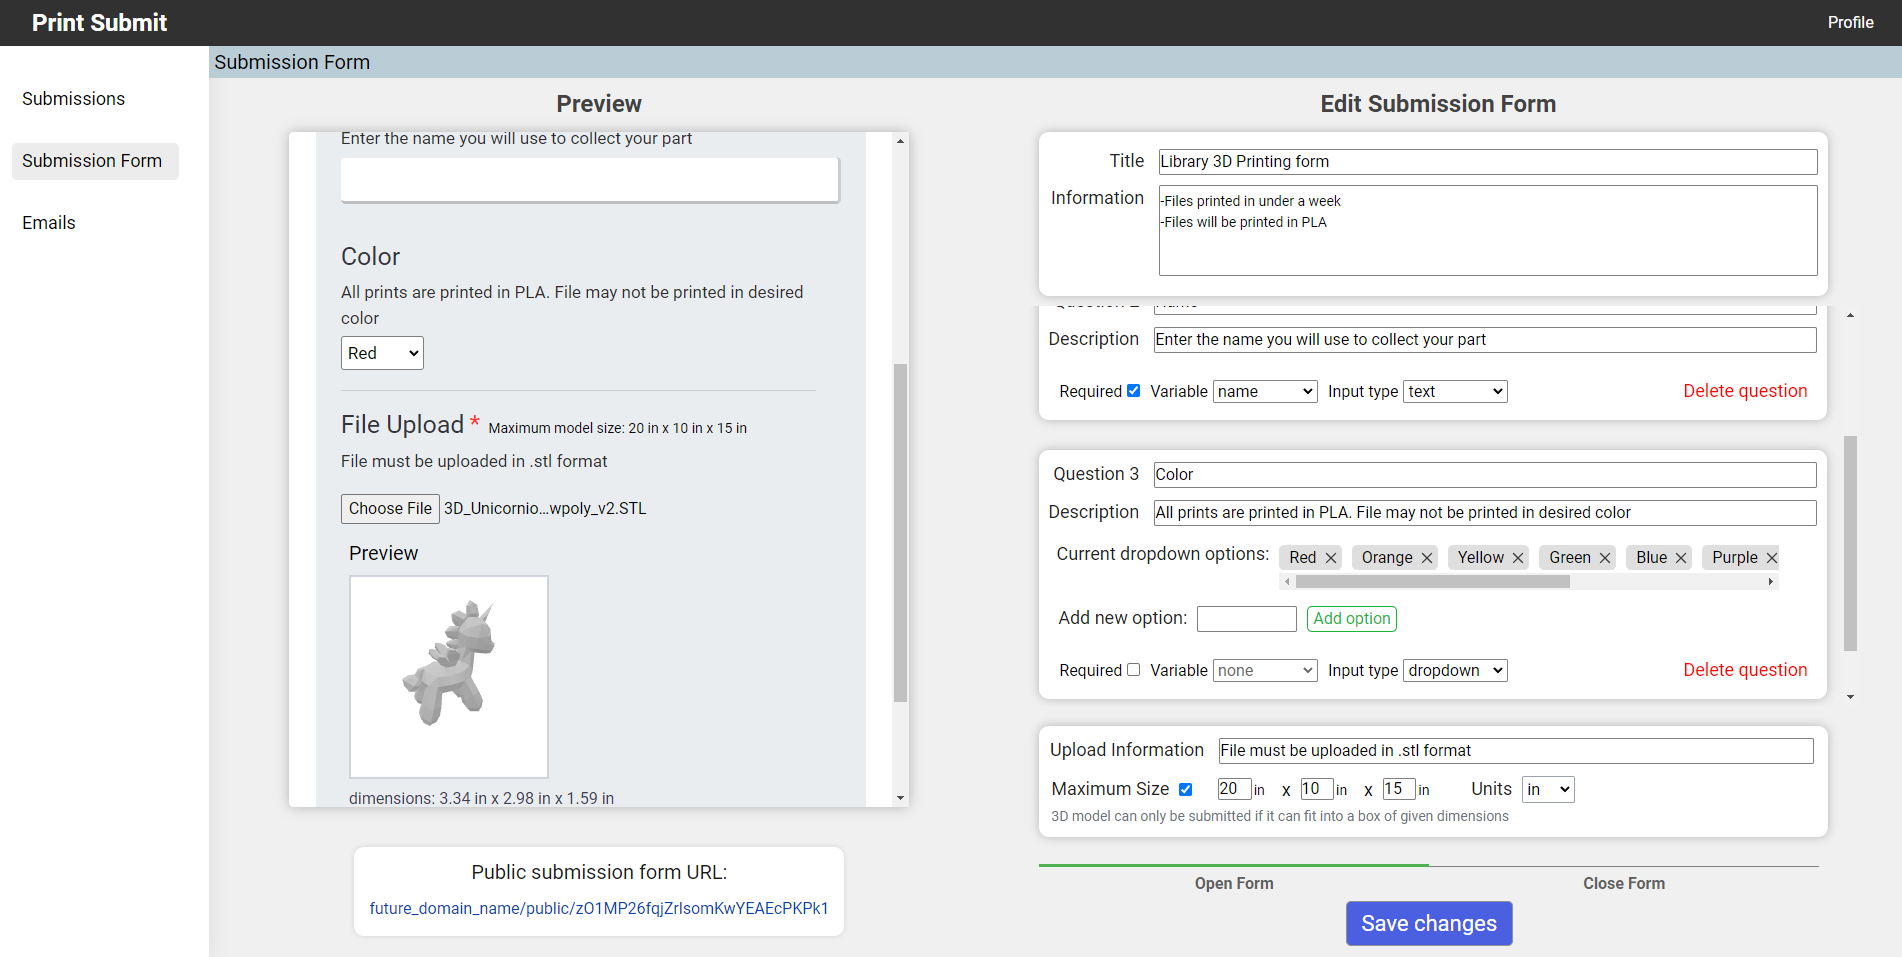 Print Submit
Profile
Submissions
Submission Form
Emails
Submission Form
Preview
Enter the name you will use to collect your part
Color
All prints are printed in PLA. File may not be printed in desired
color
Red
File Upload * Maximum model size: 20 in x 10 in x 15 in
File must be uploaded in .stl format
Choose File 3D_Unicornio...wpoly_v2.STL
Preview
dimensions: 3.34 in x 2.98 in x 1.59 in
Public submission form URL:
future_domain_name/public/zO1MP26fqjZrlsomKwYEAEcPKPk1
Edit Submission Form
Title Library 3D Printing form
Information -Files printed in under a week
-Files will be printed in PLA
Description Enter the name you will use to collect your part
Required Variable name Input type text Delete question
Question 3 Color
Description All prints are printed in PLA. File may not be printed in desired color
Current dropdown options: Red Orange Yellow Green Blue Purple
Add new option: Add option
Required Variable none Input type dropdown Delete question
Upload Information File must be uploaded in .stl format
Maximum Size 20 in x 10 in x 15 in Units in
3D model can only be submitted if it can fit into a box of given dimensions
Open Form Close Form
Save changes